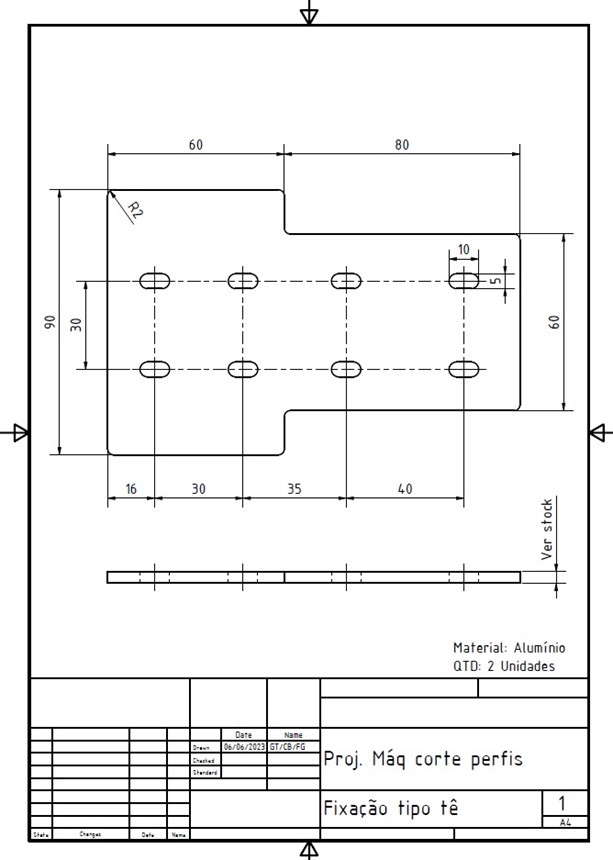 60
80
R2
10
5
90
30
60
16
30
35
40
Ver stock
Material: Alumínio
QTD: 2 Unidades
Date
Name
Drawn
06/06/2023
GT/CB/FG
Checked
Standard
Proj. Máq corte perfis
Fixação tipo tê
1
A4
State
Changes
Date
Name